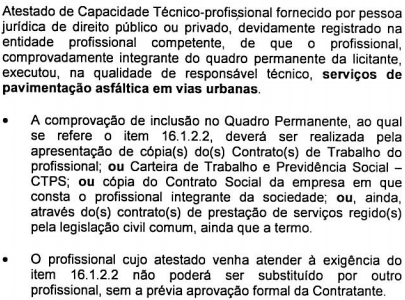 Atestado de Capacidade Técnico-profissional fornecido por pessoa
jurídica de direito público ou privado, devidamente registrado na
entidade profissional competente, de que o profissional,
comprovadamente integrante do quadro permanente da licitante,
executou, na qualidade de responsável técnico, serviços de
pavimentação asfáltica em vias urbanas.
• A comprovação de inclusão no Quadro Permanente, ao qual
se refere o item 16.1.2.2, deverá ser realizada pela
apresentação de cópia(s) do(s) Contrato(s) de Trabalho do
profissional; ou Carteira de Trabalho e Previdência Social –
CTPS; ou cópia do Contrato Social da empresa em que
consta o profissional integrante da sociedade; ou, ainda,
através do(s) contrato(s) de prestação de serviços regido(s)
pela legislação civil comum, ainda que a termo.
• O profissional cujo atestado venha atender à exigência do
item 16.1.2.2 não poderá ser substituído por outro
profissional, sem a prévia aprovação formal da Contratante.